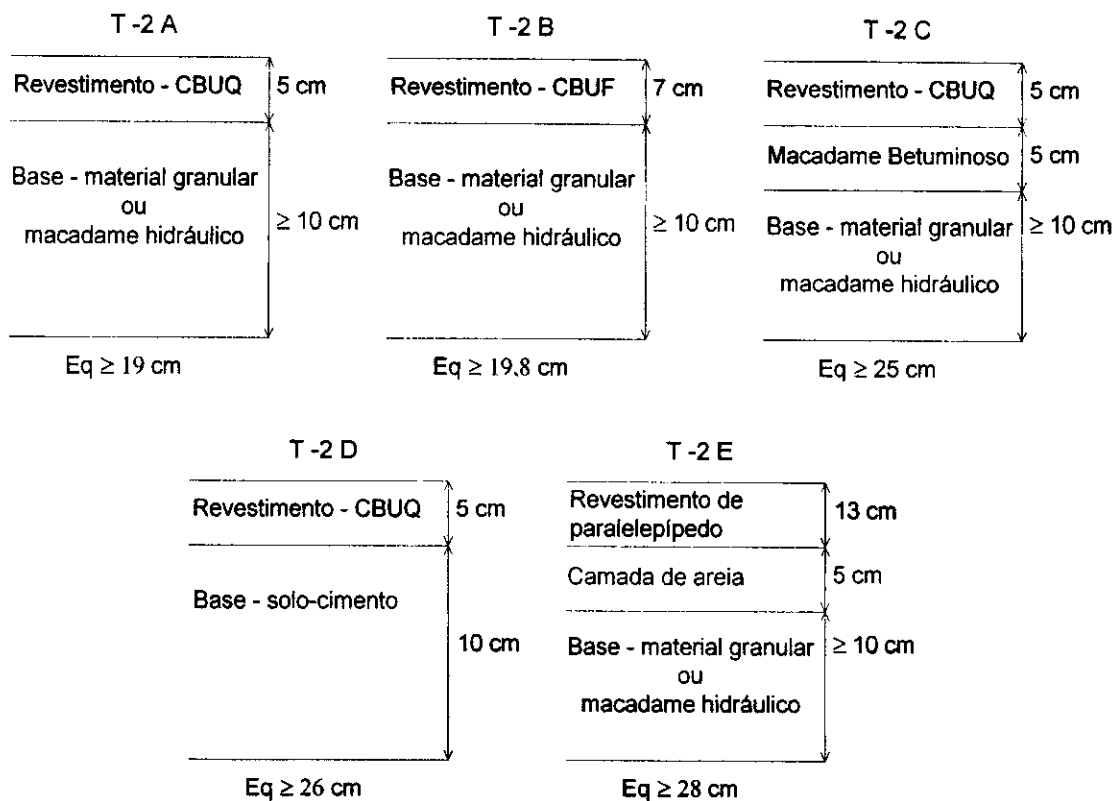 T -2 A
Revestimento - CBUQ
5 cm
Base - material granular
ou
macadame hidráulico
≥ 10 cm
Eq ≥ 19 cm
T -2 B
Revestimento - CBUF
7 cm
Base - material granular
ou
macadame hidráulico
≥ 10 cm
Eq ≥ 19,8 cm
T -2 C
Revestimento - CBUQ
5 cm
Macadame Betuminoso
5 cm
Base - material granular
ou
macadame hidráulico
≥ 10 cm
Eq ≥ 25 cm
T -2 D
Revestimento - CBUQ
5 cm
Base - solo-cimento
10 cm
Eq ≥ 26 cm
T -2 E
Revestimento de
paralelepípedo
13 cm
Camada de areia
5 cm
Base - material granular
ou
macadame hidráulico
≥ 10 cm
Eq ≥ 28 cm